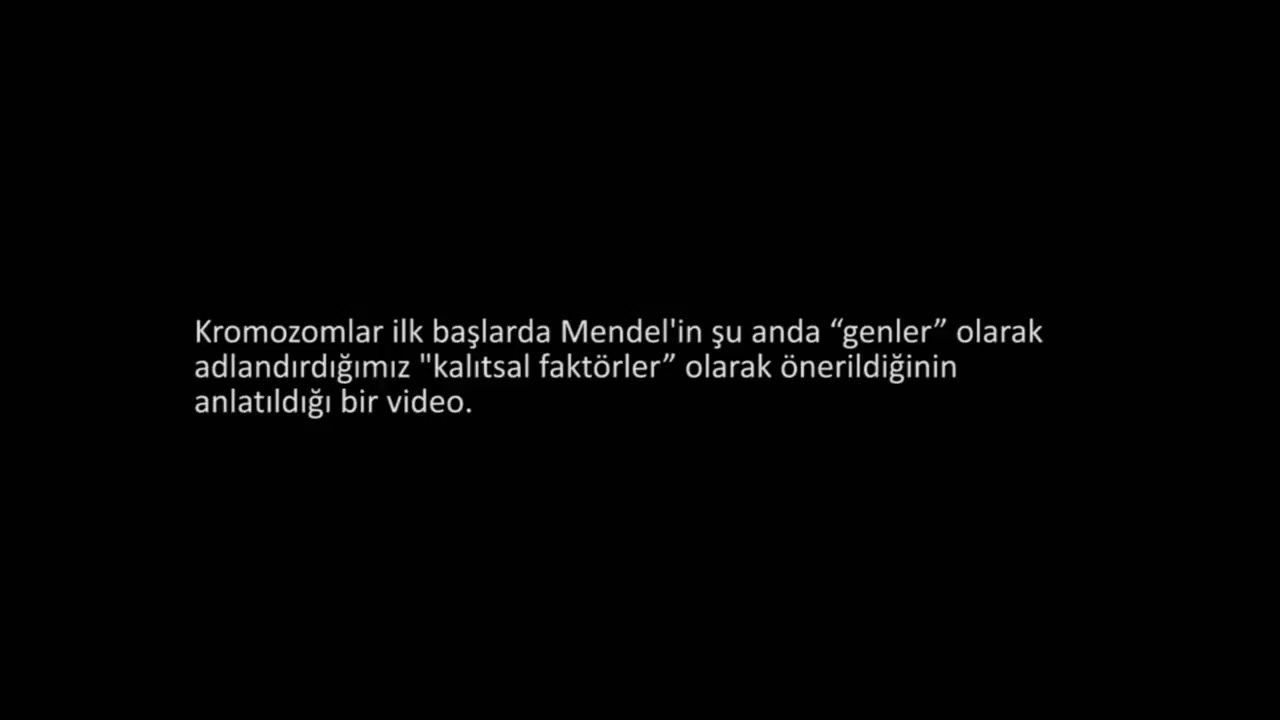 Kromozomlar ilk başlarda Mendel'in şu anda “genler” olarak
adlandırdığımız "kalıtsal faktörler” olarak önerildiğinin
anlatıldığı bir video.